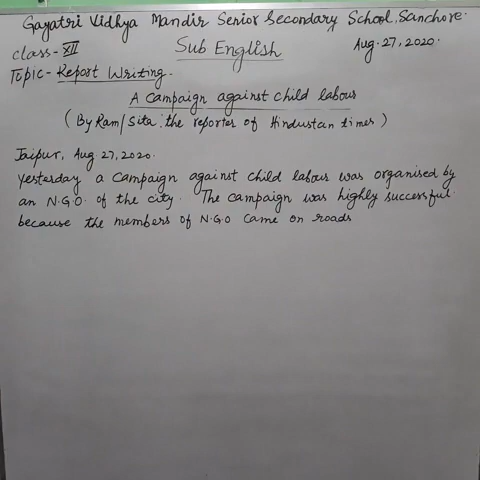 Gayatri Vidhya Mandir Senior Secondary School, Sanchore.
class-XII Sub English Aug. 27, 2020.
Topic- Report Writing.
A campaign against child labour
( By Ram/Sita : the reporter of Hindustan times )
Jaipur, Aug 27, 2020.
Yesterday a campaign against child labour was organised by
an N.G.O. of the city. The campaign was highly successful
because the members of N.G.O came on roads